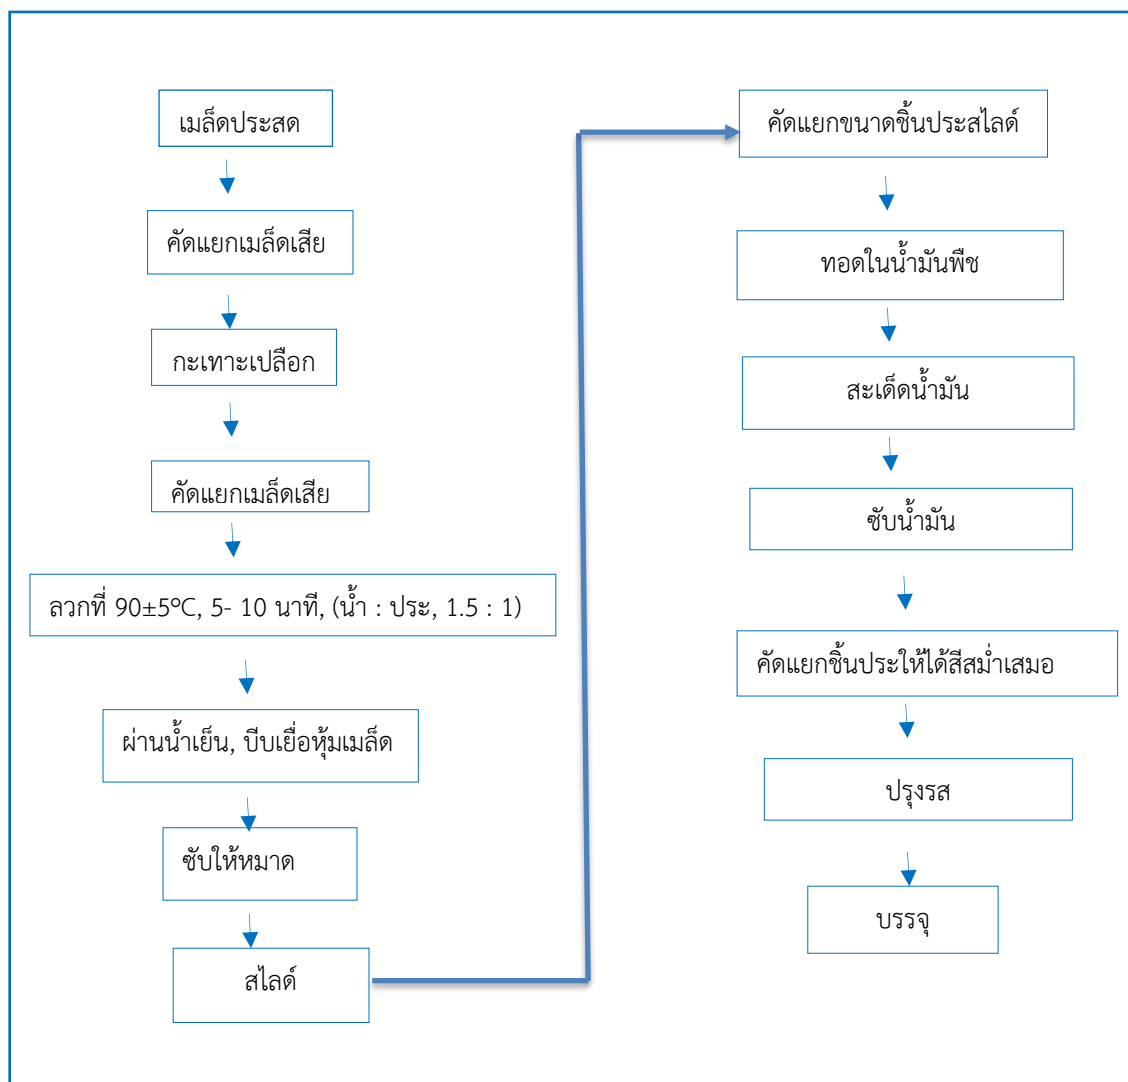 เมล็ดประสด
คัดแยกเมล็ดเสีย
กะเทาะเปลือก
คัดแยกเมล็ดเสีย
ลวกที่ 90±5ºC, 5- 10 นาที, (น้ำ : ประ, 1.5 : 1)
ผ่านน้ำเย็น, บีบเยื่อหุ้มเมล็ด
ซับให้หมาด
สไลด์
คัดแยกขนาดชิ้นประสไลด์
ทอดในน้ำมันพืช
สะเด็ดน้ำมัน
ซับน้ำมัน
คัดแยกชิ้นประให้ได้สีสม่ำเสมอ
ปรุงรส
บรรจุ